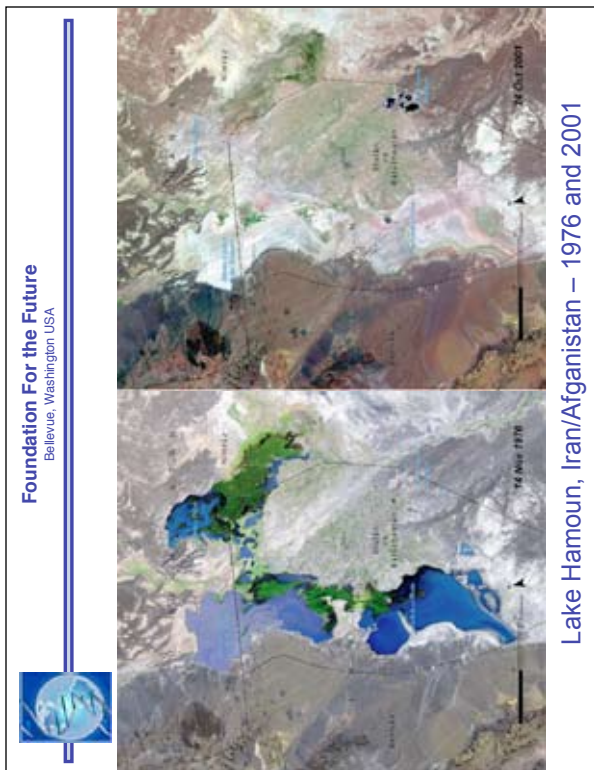 Foundation For the Future
Bellevue, Washington USA
14 Nov 1976
24 Oct 2001
Lake Hamoun, Iran/Afganistan – 1976 and 2001